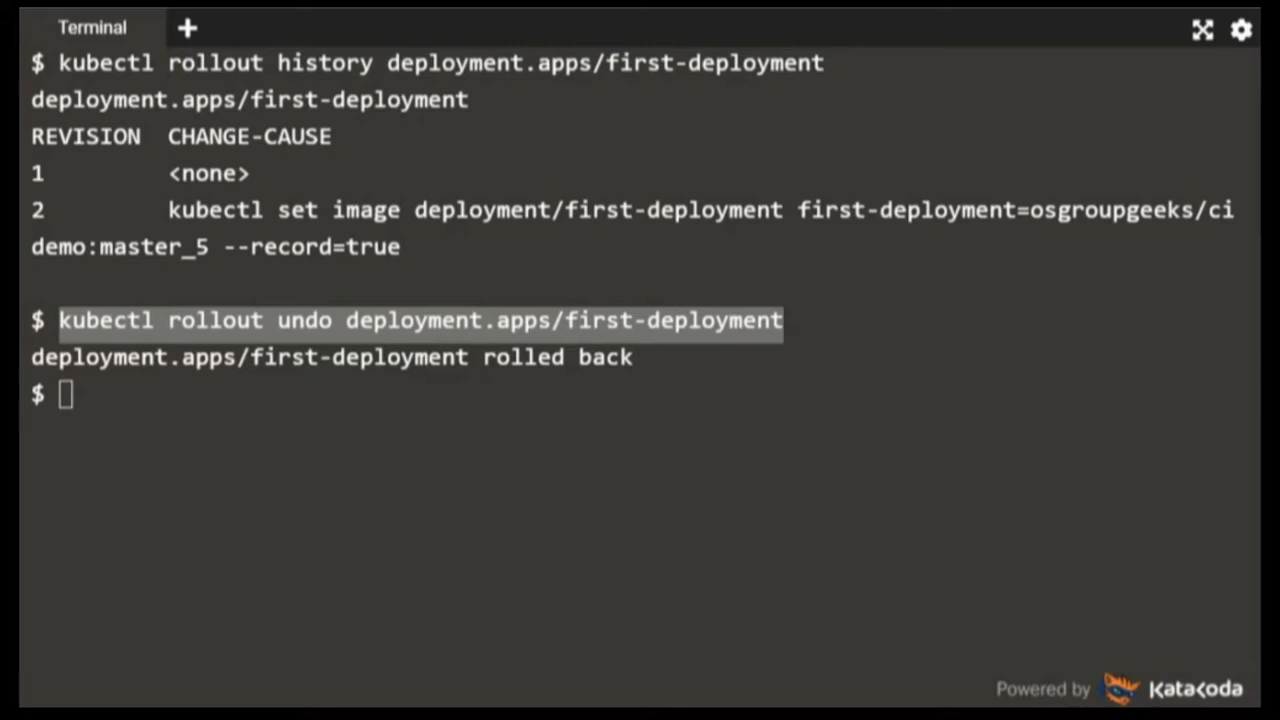 Terminal +
$ kubectl rollout history deployment.apps/first-deployment
deployment.apps/first-deployment
REVISION CHANGE-CAUSE
1 <none>
2 kubectl set image deployment/first-deployment first-deployment=osgroupgeeks/ci
demo:master_5 --record=true
$ kubectl rollout undo deployment.apps/first-deployment
deployment.apps/first-deployment rolled back
$
Powered by Katacoda